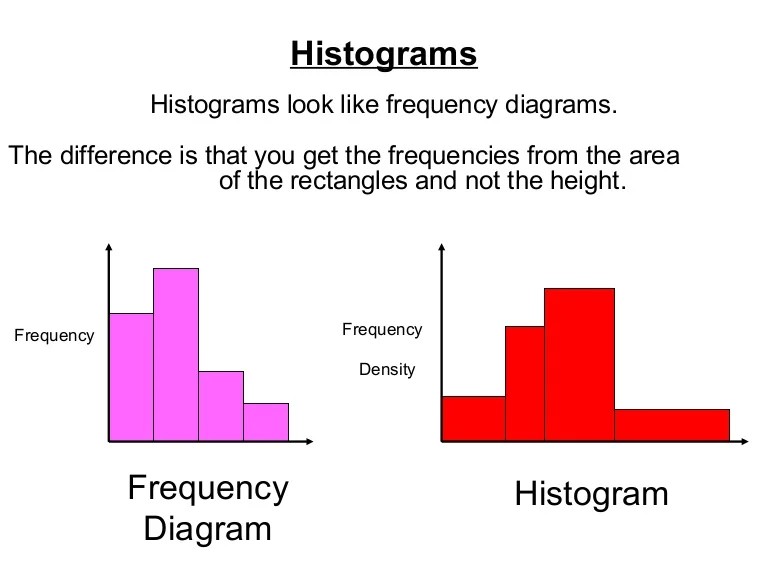 Histograms
Histograms look like frequency diagrams.
The difference is that you get the frequencies from the area
of the rectangles and not the height.
Frequency
Frequency
Density
Frequency
Diagram
Histogram